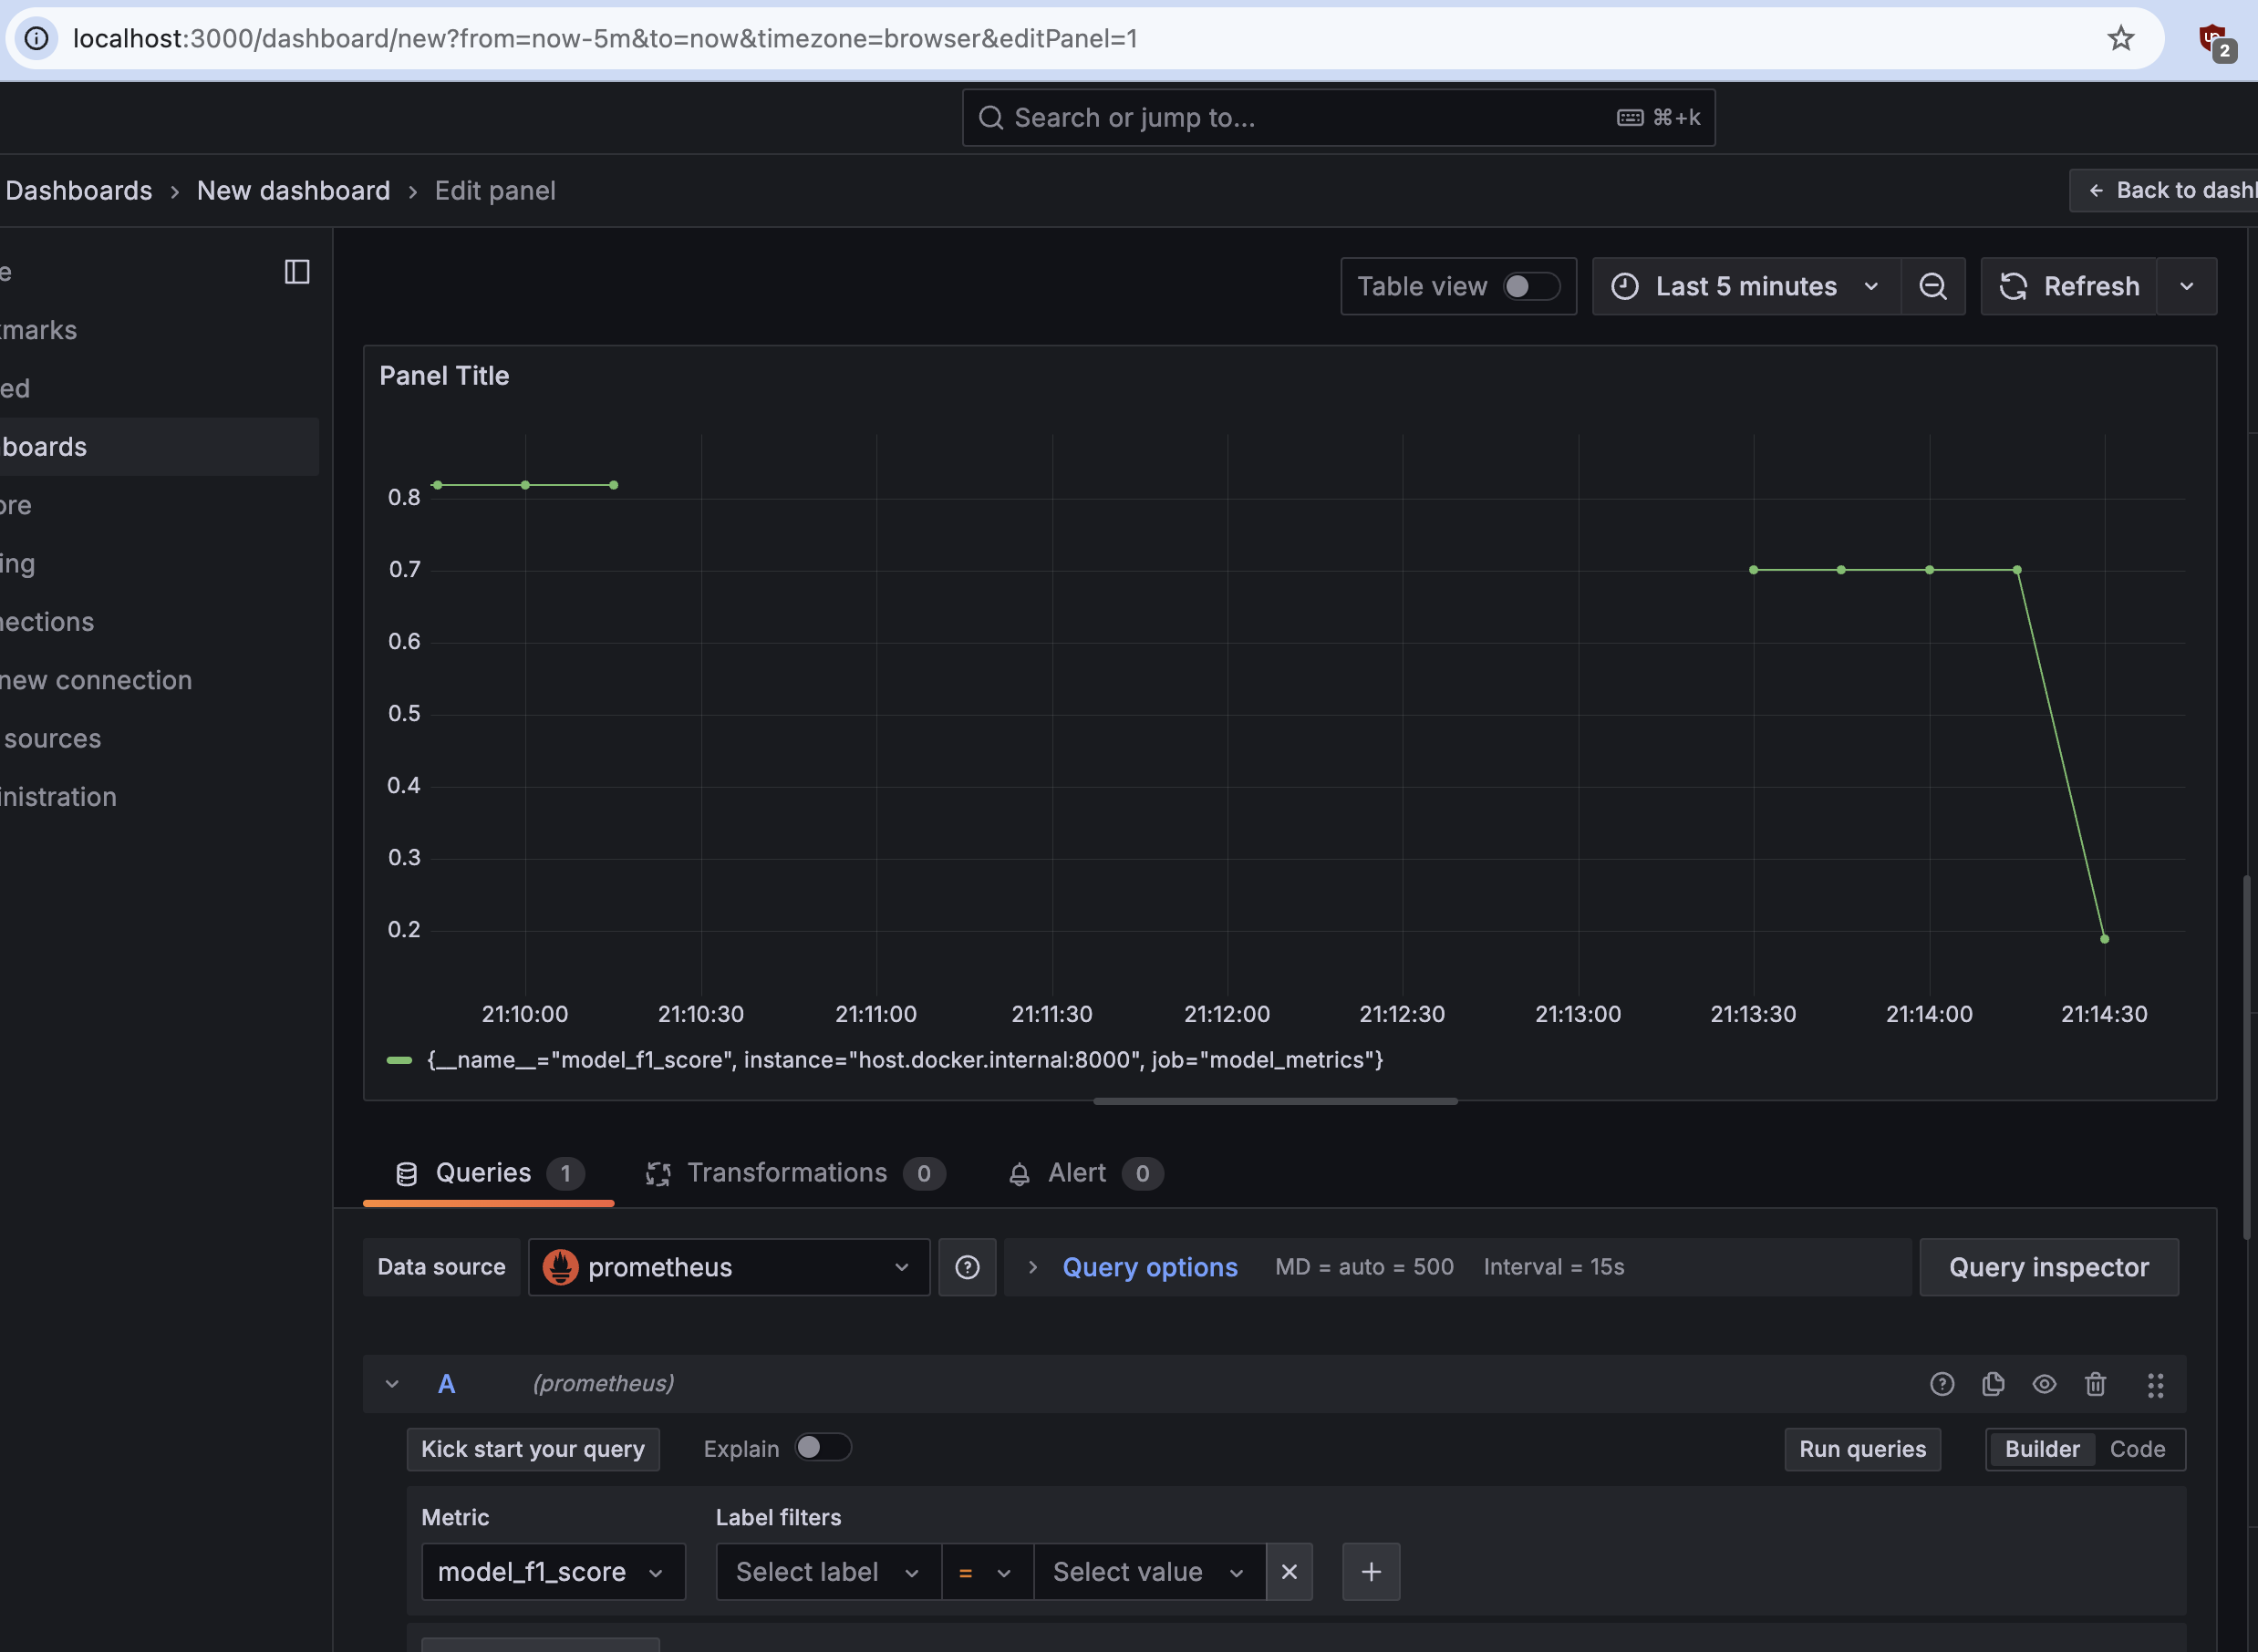 localhost:3000/dashboard/new?from=now-5m&to=now&timezone=browser&editPanel=1
2
Search or jump to...
⌘+k
Dashboards › New dashboard › Edit panel
← Back to
e
kmarks
ed
boards
ore
ing
nections
new connection
sources
inistration
Table view
Last 5 minutes
Refresh
Panel Title
0.8
0.7
0.6
0.5
0.4
0.3
0.2
21:10:00 21:10:30 21:11:00 21:11:30 21:12:00 21:12:30 21:13:00 21:13:30 21:14:00 21:14:30
{__name__="model_f1_score", instance="host.docker.internal:8000", job="model_metrics"}
Queries 1 Transformations 0 Alert 0
Data source prometheus Query options MD = auto = 500 Interval = 15s Query inspector
A (prometheus)
Kick start your query Explain Run queries Builder Code
Metric Label filters
model_f1_score Select label = Select value